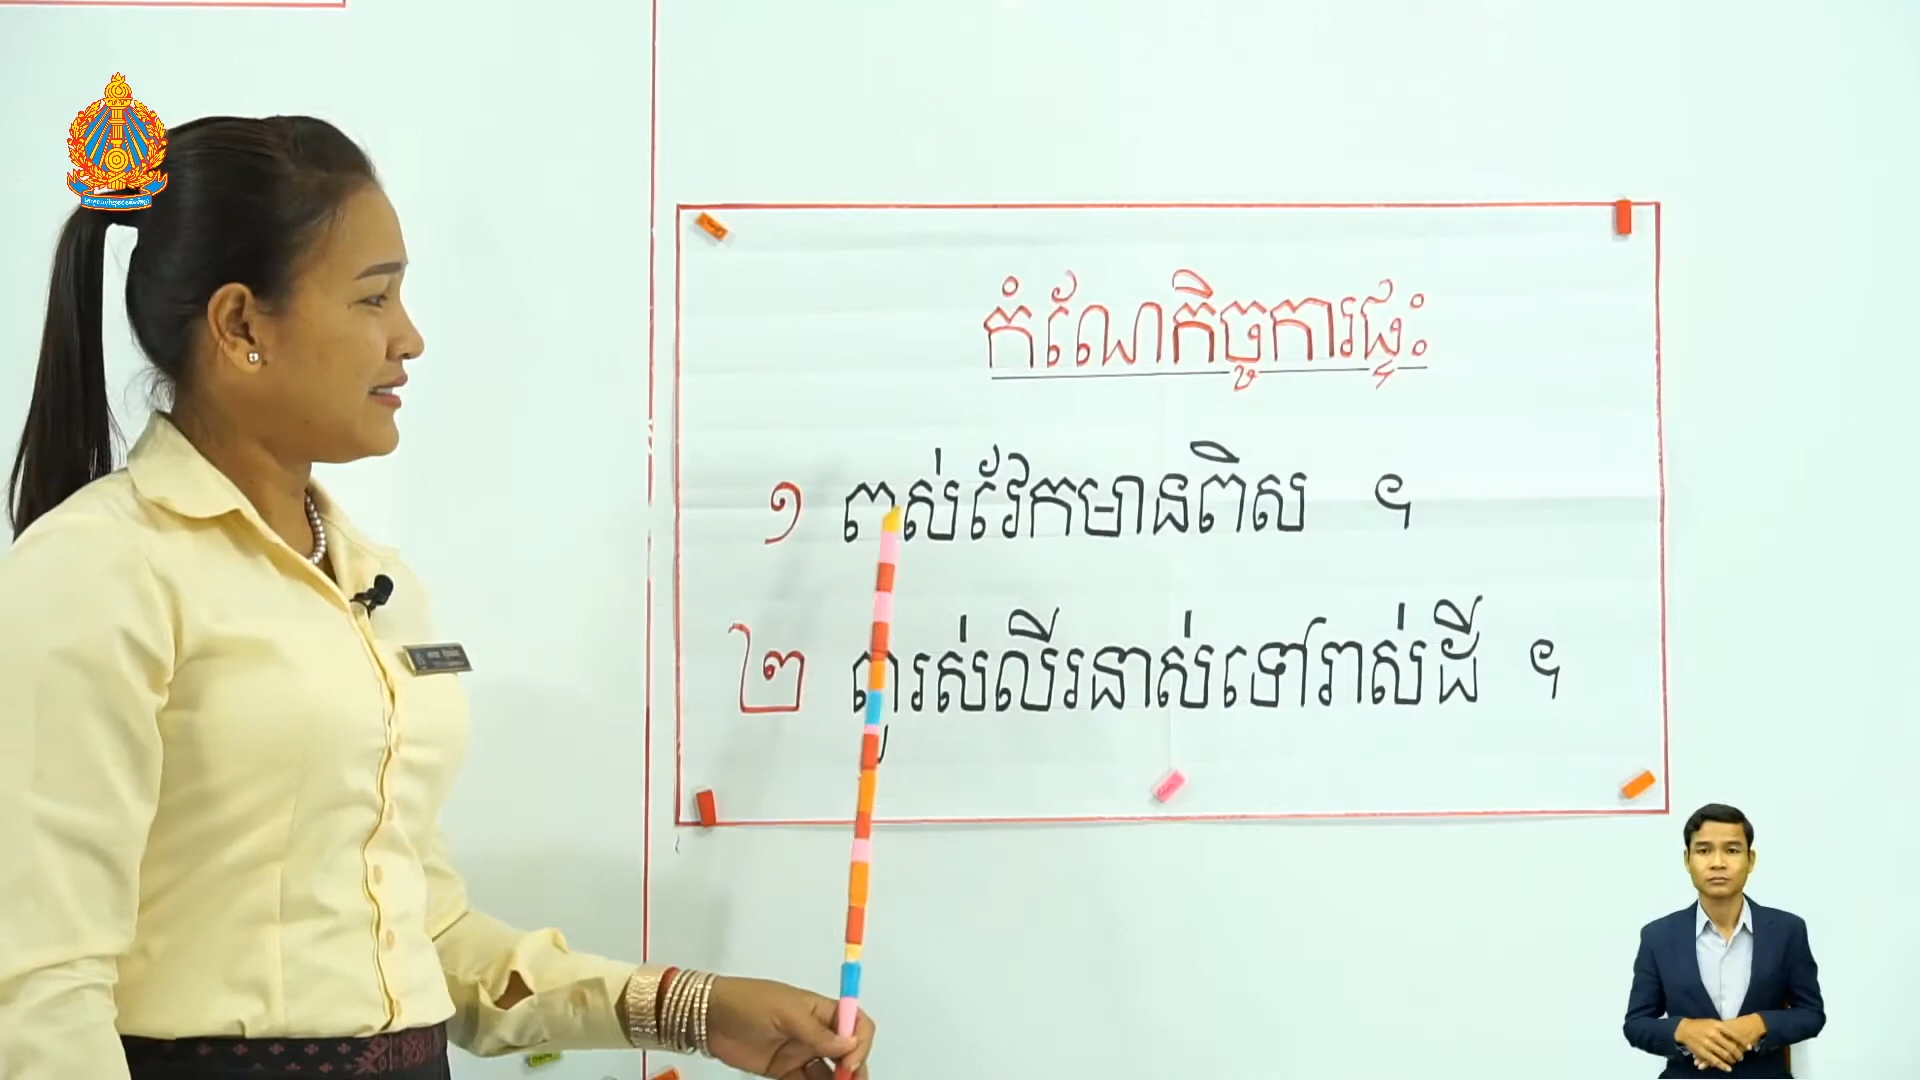 កំណែកិច្ចការផ្ទះ
១ ពស់វែកមានពិស ។
២ ពូរស់លីរនាស់ទៅរាស់ដី ។